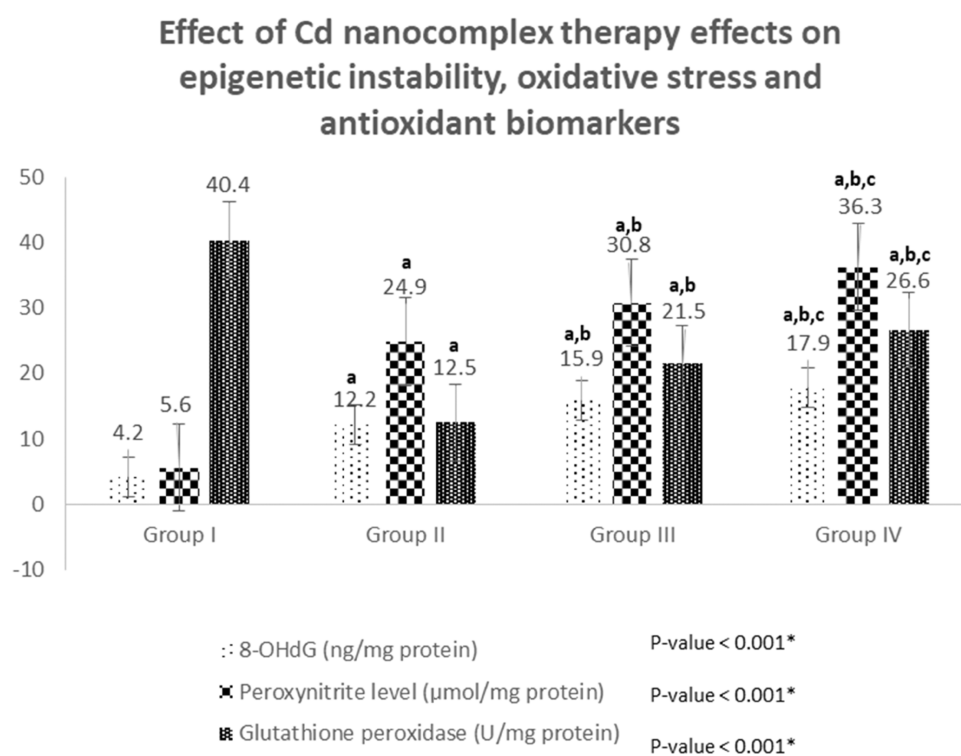 Effect of Cd nanocomplex therapy effects on
epigenetic instability, oxidative stress and
antioxidant biomarkers
50
40
30
20
10
0
-10
4.2
5.6
40.4
a
12.2
a
24.9
a
12.5
a,b
15.9
a,b
30.8
a,b
21.5
a,b,c
17.9
a,b,c
36.3
a,b,c
26.6
Group I
Group II
Group III
Group IV
8-OHdG (ng/mg protein) P-value < 0.001*
Peroxynitrite level (µmol/mg protein) P-value < 0.001*
Glutathione peroxidase (U/mg protein) P-value < 0.001*